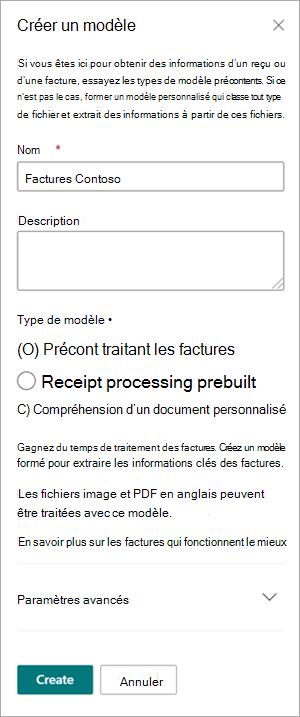 Créer un modèle
Si vous êtes ici pour obtenir des informations d'un reçu ou
d'une facture, essayez les types de modèle précontents. Si ce
n'est pas le cas, former un modèle personnalisé qui classe tout type
de fichier et extrait des informations à partir de ces fichiers.
Nom *
Factures Contoso
Description
Type de modèle •
(O) Précont traitant les factures
Receipt processing prebuilt
C) Compréhension d'un document personnalisé
Gagnez du temps de traitement des factures. Créez un modèle
formé pour extraire les informations clés des factures.
Les fichiers image et PDF en anglais peuvent
être traitées avec ce modèle.
En savoir plus sur les factures qui fonctionnent le mieux
Paramètres avancés
Create Annuler